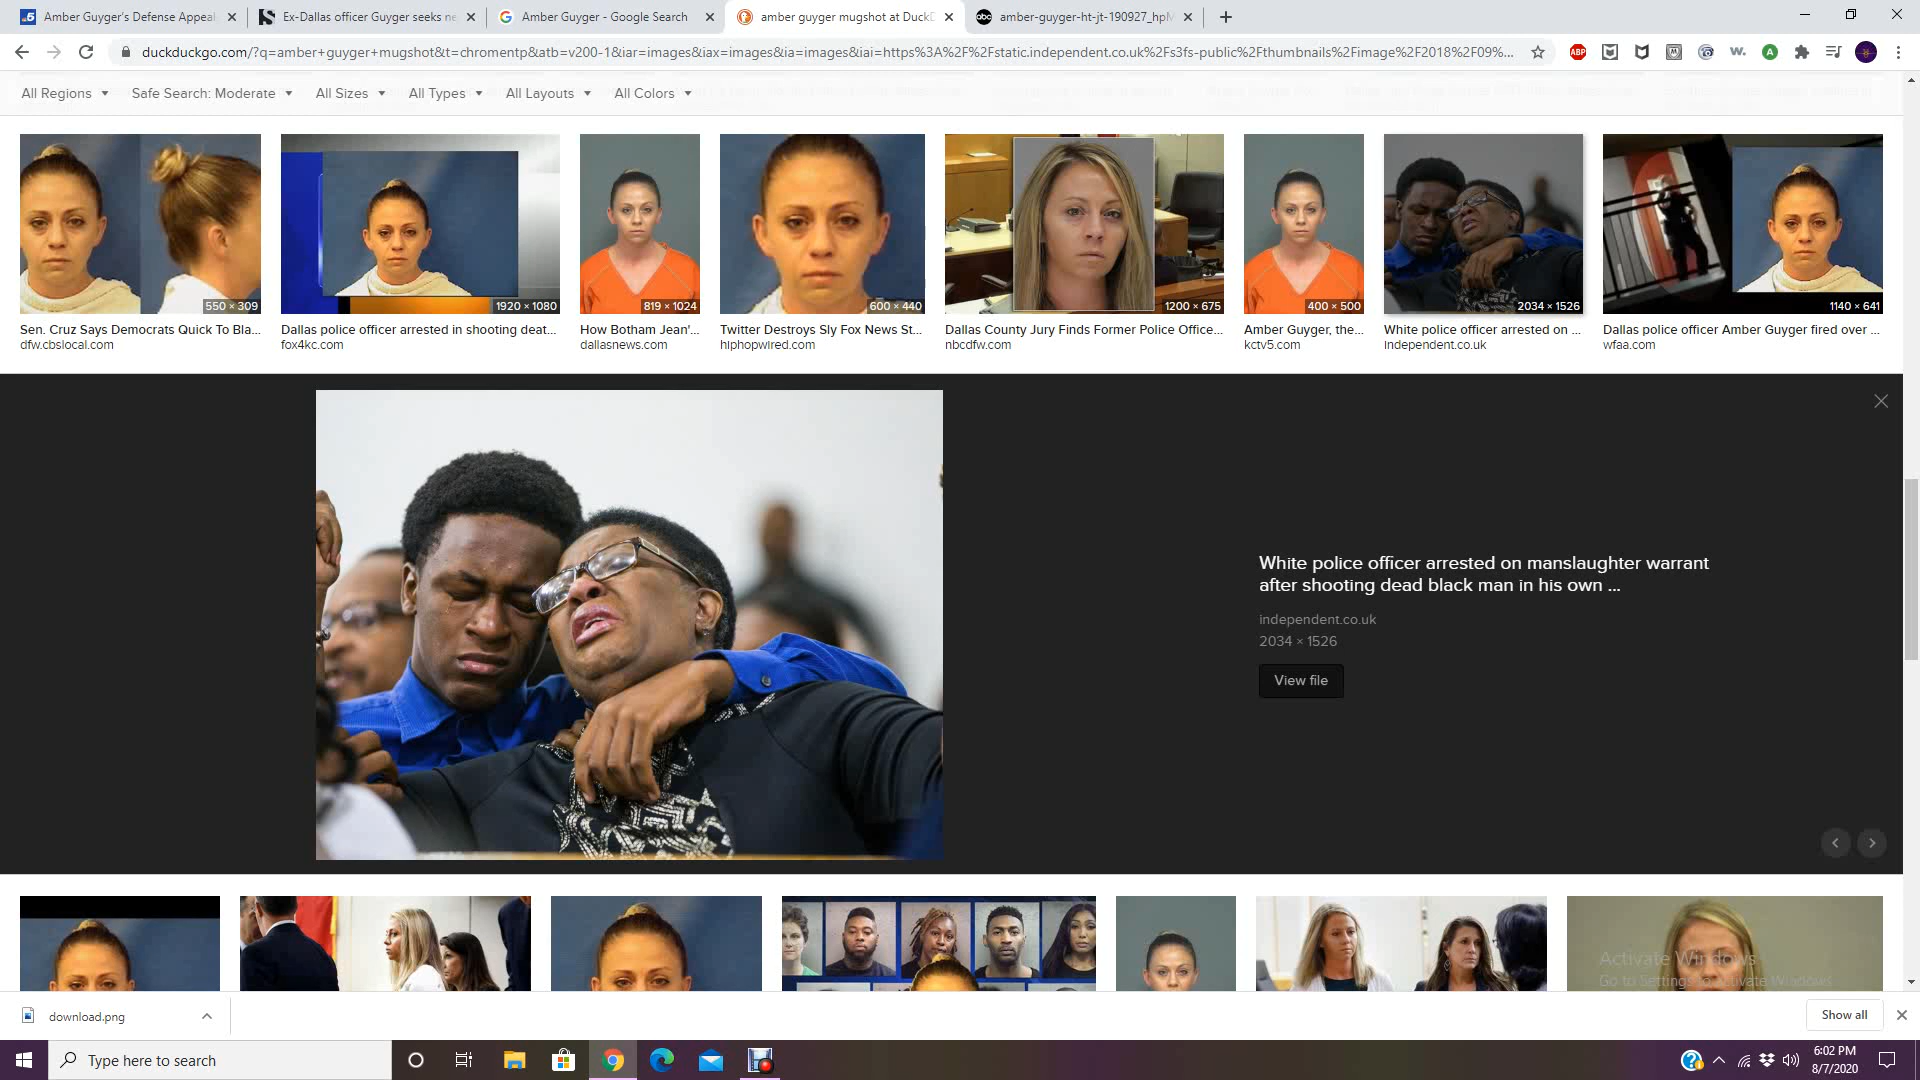 Amber Guyger's Defense Appeal
Ex-Dallas officer Guyger seeks ne
Amber Guyger - Google Search
amber guyger mugshot at DuckD
amber-guyger-ht-jt-190927_hpM
duckduckgo.com/?q=amber+guyger+mugshot&t=chromentp&atb=v200-1&iar=images&iax=images&ia=images&iai=https%3A%2F%2Fstatic.independent.co.uk%2Fs3fs-public%2Fthumbnails%2Fimage%2F2018%2F09%...
ABP
All Regions
Safe Search: Moderate
All Sizes
All Types
All Layouts
All Colors
550 × 309
1920 × 1080
819 × 1024
600 × 440
1200 × 675
400 × 500
2034 × 1526
1140 × 641
Sen. Cruz Says Democrats Quick To Bla...
Dallas police officer arrested in shooting deat...
How Botham Jean'...
Twitter Destroys Sly Fox News St...
Dallas County Jury Finds Former Police Office...
Amber Guyger, the...
White police officer arrested on ...
Dallas police officer Amber Guyger fired over ...
dfw.cbslocal.com
fox4kc.com
dallasnews.com
hiphopwired.com
nbcdfw.com
kctv5.com
independent.co.uk
wfaa.com
White police officer arrested on manslaughter warrant
after shooting dead black man in his own ...
independent.co.uk
2034 × 1526
View file
Activate Windows
Go to Settings to activate Windows.
download.png
Show all
Type here to search
6:02 PM
8/7/2020